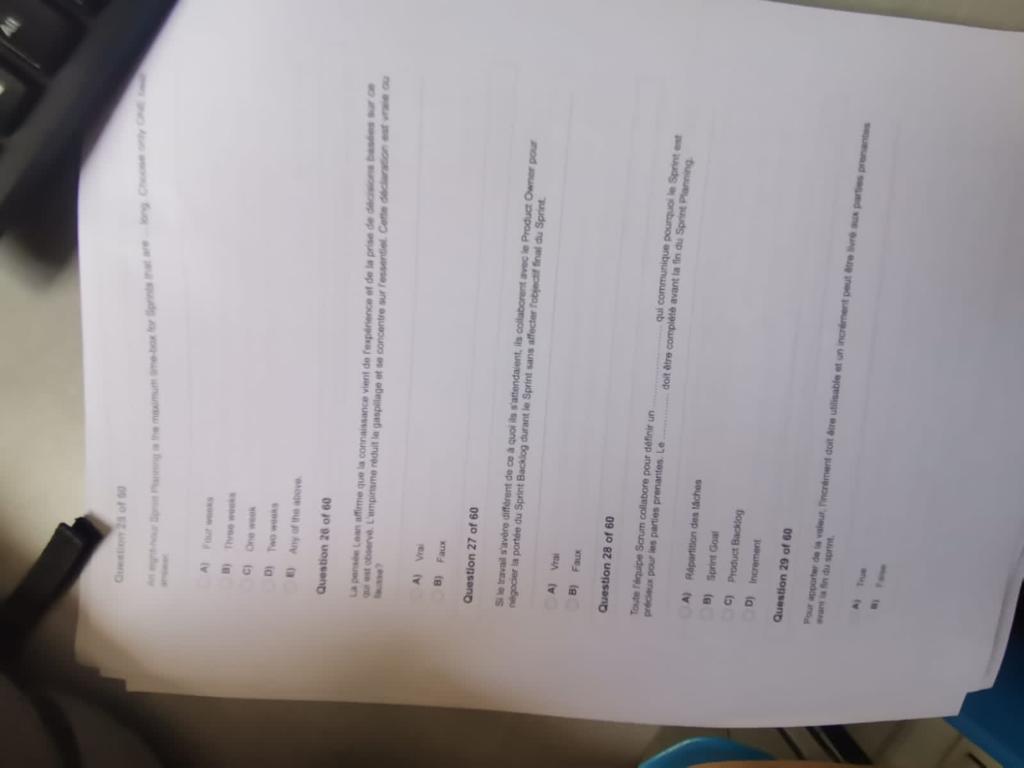 Question 25 of 60
An eight-hour Sprint Planning is the maximum time-box for Sprints that are ... long. Choose only ONE
answer.
A) Four weeks
B) Three weeks
C) One week
D) Two weeks
E) Any of the above.
Question 26 of 60
La pensée Lean affirme que la connaissance vient de l'expérience et de la prise de décisions basées sur ce
qui est observé. L'empirisme réduit le gaspillage et se concentre sur l'essentiel. Cette déclaration est vraie ou
fausse?
A) Vrai
B) Faux
Question 27 of 60
Si le travail s'avère différent de ce à quoi ils s'attendaient, ils collaborent avec le Product Owner pour
négocier la portée du Sprint Backlog durant le Sprint sans affecter l'objectif final du Sprint.
A) Vrai
B) Faux
Question 28 of 60
Toute l'équipe Scrum collabore pour définir un .................. qui communique pourquoi le Sprint est
précieux pour les parties prenantes. Le .................. doit être complété avant la fin du Sprint Planning.
A) Répartition des tâches
B) Sprint Goal
C) Product Backlog
D) Increment
Question 29 of 60
Pour apporter de la valeur, l'incrément doit être utilisable et un incrément peut être livré aux parties prenantes
avant la fin du sprint.
A) True
B) False